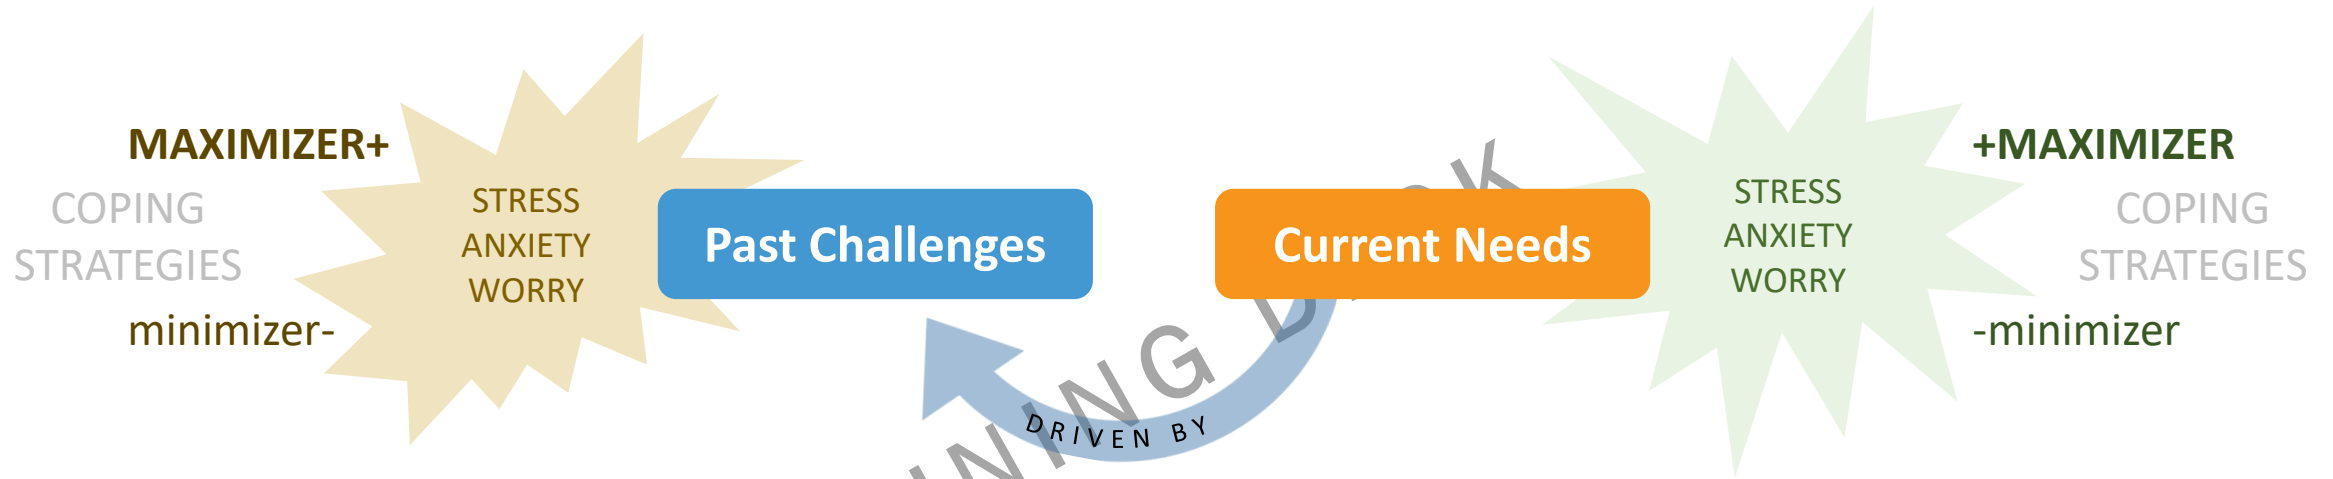 MAXIMIZER+
COPING
STRATEGIES
minimizer-
STRESS
ANXIETY
WORRY
Past Challenges
Current Needs
DRIVEN BY
STRESS
ANXIETY
WORRY
+MAXIMIZER
COPING
STRATEGIES
-minimizer